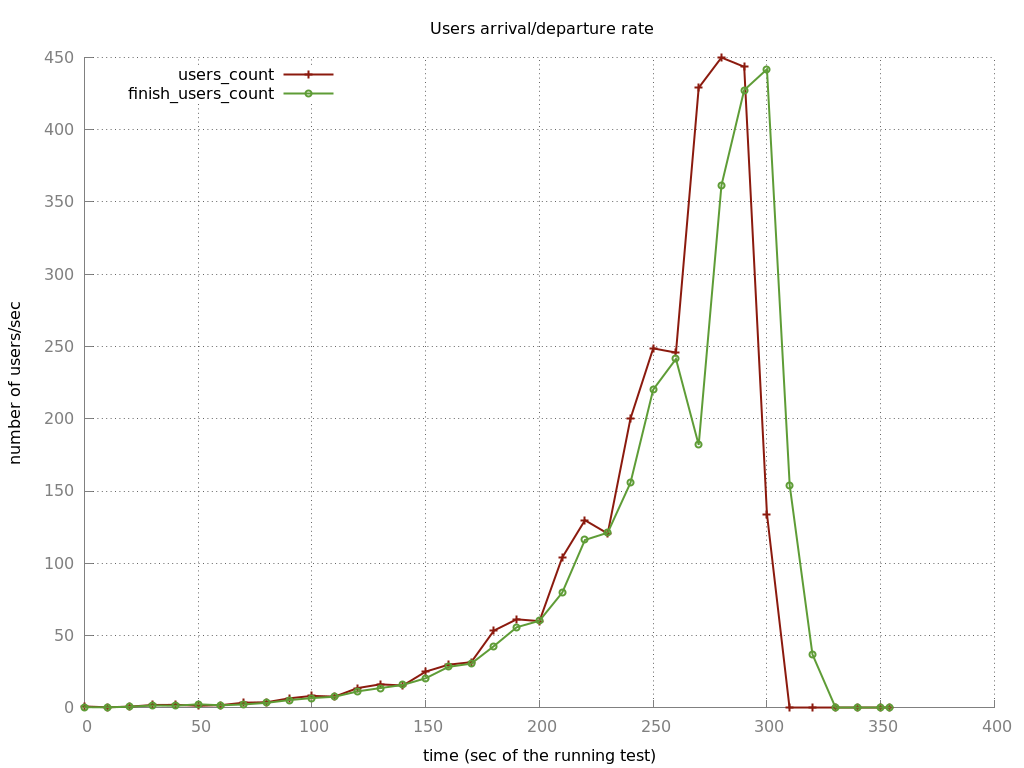 Users arrival/departure rate
users_count
finish_users_count
450
400
350
300
250
200
150
100
50
0
number of users/sec
0 50 100 150 200 250 300 350 400
time (sec of the running test)